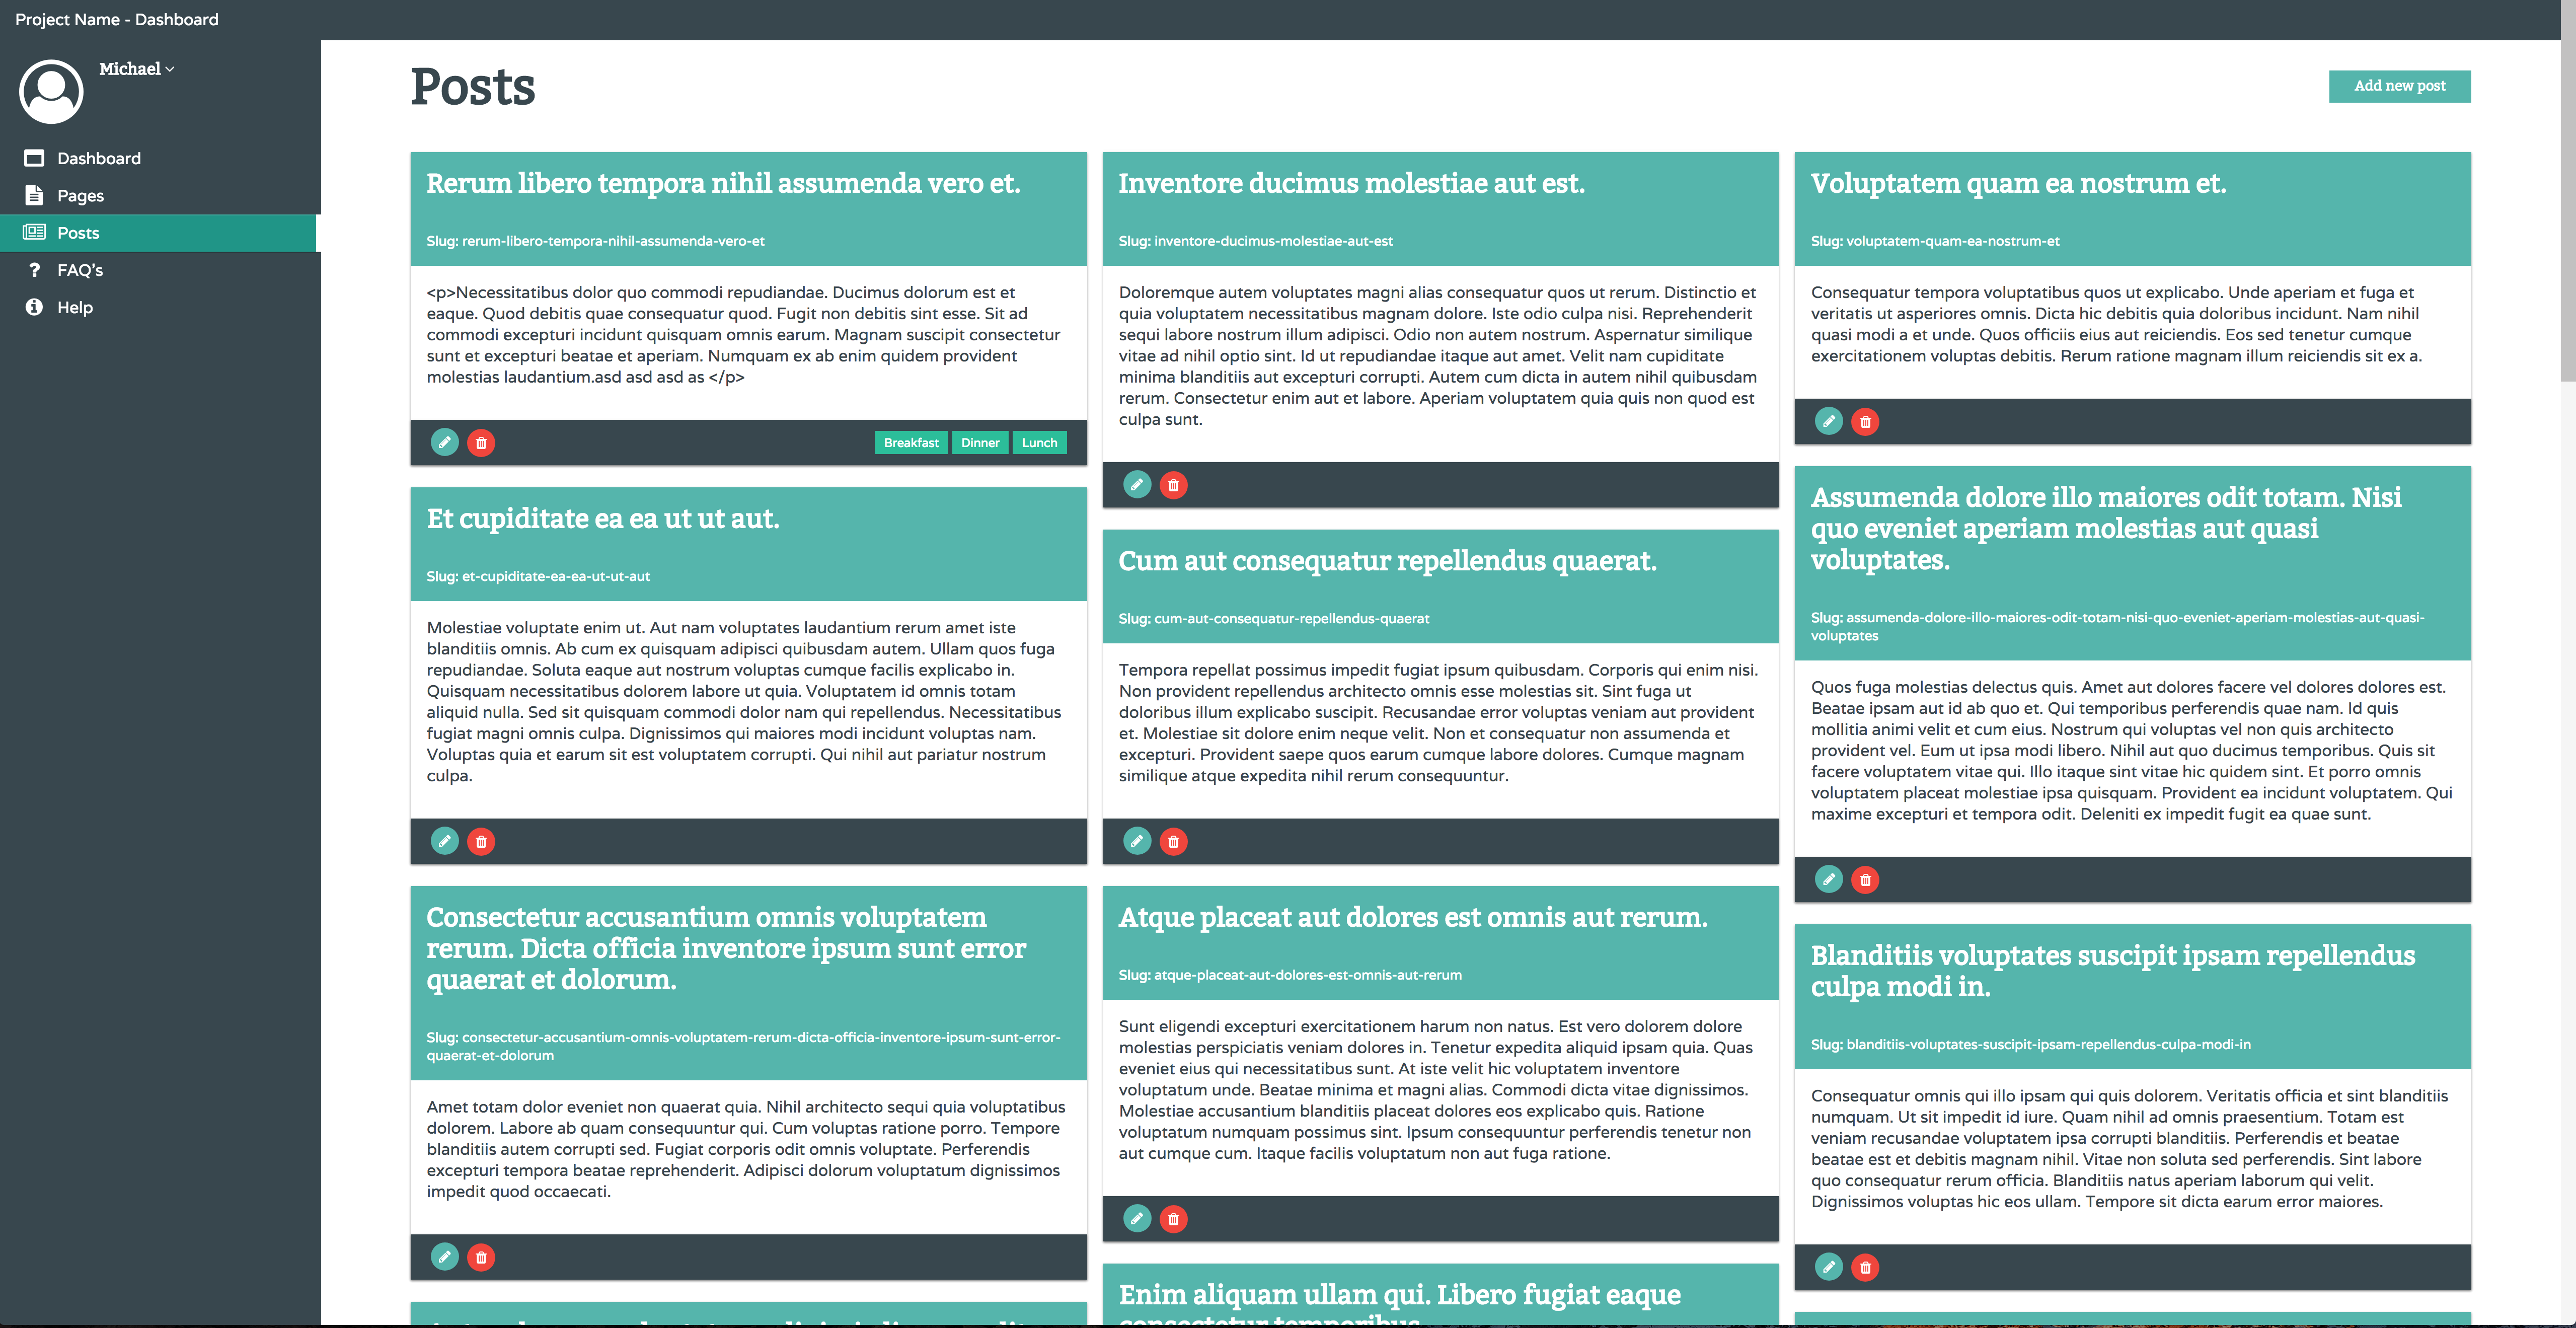 Project Name - Dashboard
Michael
Dashboard
Pages
Posts
FAQ's
Help
Posts
Add new post
Rerum libero tempora nihil assumenda vero et.
Slug: rerum-libero-tempora-nihil-assumenda-vero-et
<p>Necessitatibus dolor quo commodi repudiandae. Ducimus dolorum est et
eaque. Quod debitis quae consequatur quod. Fugit non debitis sint esse. Sit ad
commodi excepturi incidunt quisquam omnis earum. Magnam suscipit consectetur
sunt et excepturi beatae et aperiam. Numquam ex ab enim quidem provident
molestias laudantium.asd asd asd as </p>
Breakfast
Dinner
Lunch
Et cupiditate ea ea ut ut aut.
Slug: et-cupiditate-ea-ea-ut-ut-aut
Molestiae voluptate enim ut. Aut nam voluptates laudantium rerum amet iste
blanditiis omnis. Ab cum ex quisquam adipisci quibusdam autem. Ullam quos fuga
repudiandae. Soluta eaque aut nostrum voluptas cumque facilis explicabo in.
Quisquam necessitatibus dolorem labore ut quia. Voluptatem id omnis totam
aliquid nulla. Sed sit quisquam commodi dolor nam qui repellendus. Necessitatibus
fugiat magni omnis culpa. Dignissimos qui maiores modi incidunt voluptas nam.
Voluptas quia et earum sit est voluptatem corrupti. Qui nihil aut pariatur nostrum
culpa.
Consectetur accusantium omnis voluptatem
rerum. Dicta officia inventore ipsum sunt error
quaerat et dolorum.
Slug: consectetur-accusantium-omnis-voluptatem-rerum-dicta-officia-inventore-ipsum-sunt-error-
quaerat-et-dolorum
Amet totam dolor eveniet non quaerat quia. Nihil architecto sequi quia voluptatibus
dolorem. Labore ab quam consequuntur qui. Cum voluptas ratione porro. Tempore
blanditiis autem corrupti sed. Fugiat corporis odit omnis voluptate. Perferendis
excepturi tempora beatae reprehenderit. Adipisci dolorum voluptatum dignissimos
impedit quod occaecati.
Inventore ducimus molestiae aut est.
Slug: inventore-ducimus-molestiae-aut-est
Doloremque autem voluptates magni alias consequatur quos ut rerum. Distinctio et
quia voluptatem necessitatibus magnam dolore. Iste odio culpa nisi. Reprehenderit
sequi labore nostrum illum adipisci. Odio non autem nostrum. Aspernatur similique
vitae ad nihil optio sint. Id ut repudiandae itaque aut amet. Velit nam cupiditate
minima blanditiis aut excepturi corrupti. Autem cum dicta in autem nihil quibusdam
rerum. Consectetur enim aut et labore. Aperiam voluptatem quia quis non quod est
culpa sunt.
Cum aut consequatur repellendus quaerat.
Slug: cum-aut-consequatur-repellendus-quaerat
Tempora repellat possimus impedit fugiat ipsum quibusdam. Corporis qui enim nisi.
Non provident repellendus architecto omnis esse molestias sit. Sint fuga ut
doloribus illum explicabo suscipit. Recusandae error voluptas veniam aut provident
et. Molestiae sit dolore enim neque velit. Non et consequatur non assumenda et
excepturi. Provident saepe quos earum cumque labore dolores. Cumque magnam
similique atque expedita nihil rerum consequuntur.
Atque placeat aut dolores est omnis aut rerum.
Slug: atque-placeat-aut-dolores-est-omnis-aut-rerum
Sunt eligendi excepturi exercitationem harum non natus. Est vero dolorem dolore
molestias perspiciatis veniam dolores in. Tenetur expedita aliquid ipsam quia. Quas
eveniet eius qui necessitatibus sunt. At iste velit hic voluptatem inventore
voluptatum unde. Beatae minima et magni alias. Commodi dicta vitae dignissimos.
Molestiae accusantium blanditiis placeat dolores eos explicabo quis. Ratione
voluptatum numquam possimus sint. Ipsum consequuntur perferendis tenetur non
aut cumque cum. Itaque facilis voluptatum non aut fuga ratione.
Enim aliquam ullam qui. Libero fugiat eaque
consectetur temporibus
Voluptatem quam ea nostrum et.
Slug: voluptatem-quam-ea-nostrum-et
Consequatur tempora voluptatibus quos ut explicabo. Unde aperiam et fuga et
veritatis ut asperiores omnis. Dicta hic debitis quia doloribus incidunt. Nam nihil
quasi modi a et unde. Quos officiis eius aut reiciendis. Eos sed tenetur cumque
exercitationem voluptas debitis. Rerum ratione magnam illum reiciendis sit ex a.
Assumenda dolore illo maiores odit totam. Nisi
quo eveniet aperiam molestias aut quasi
voluptates.
Slug: assumenda-dolore-illo-maiores-odit-totam-nisi-quo-eveniet-aperiam-molestias-aut-quasi-
voluptates
Quos fuga molestias delectus quis. Amet aut dolores facere vel dolores dolores est.
Beatae ipsam aut id ab quo et. Qui temporibus perferendis quae nam. Id quis
mollitia animi velit et cum eius. Nostrum qui voluptas vel non quis architecto
provident vel. Eum ut ipsa modi libero. Nihil aut quo ducimus temporibus. Quis sit
facere voluptatem vitae qui. Illo itaque sint vitae hic quidem sint. Et porro omnis
voluptatem placeat molestiae ipsa quisquam. Provident ea incidunt voluptatem. Qui
maxime excepturi et tempora odit. Deleniti ex impedit fugit ea quae sunt.
Blanditiis voluptates suscipit ipsam repellendus
culpa modi in.
Slug: blanditiis-voluptates-suscipit-ipsam-repellendus-culpa-modi-in
Consequatur omnis qui illo ipsam qui quis dolorem. Veritatis officia et sint blanditiis
numquam. Ut sit impedit id iure. Quam nihil ad omnis praesentium. Totam est
veniam recusandae voluptatem ipsa corrupti blanditiis. Perferendis et beatae
beatae est et debitis magnam nihil. Vitae non soluta sed perferendis. Sint labore
quo consequatur rerum officia. Blanditiis natus aperiam laborum qui velit.
Dignissimos voluptas hic eos ullam. Tempore sit dicta earum error maiores.